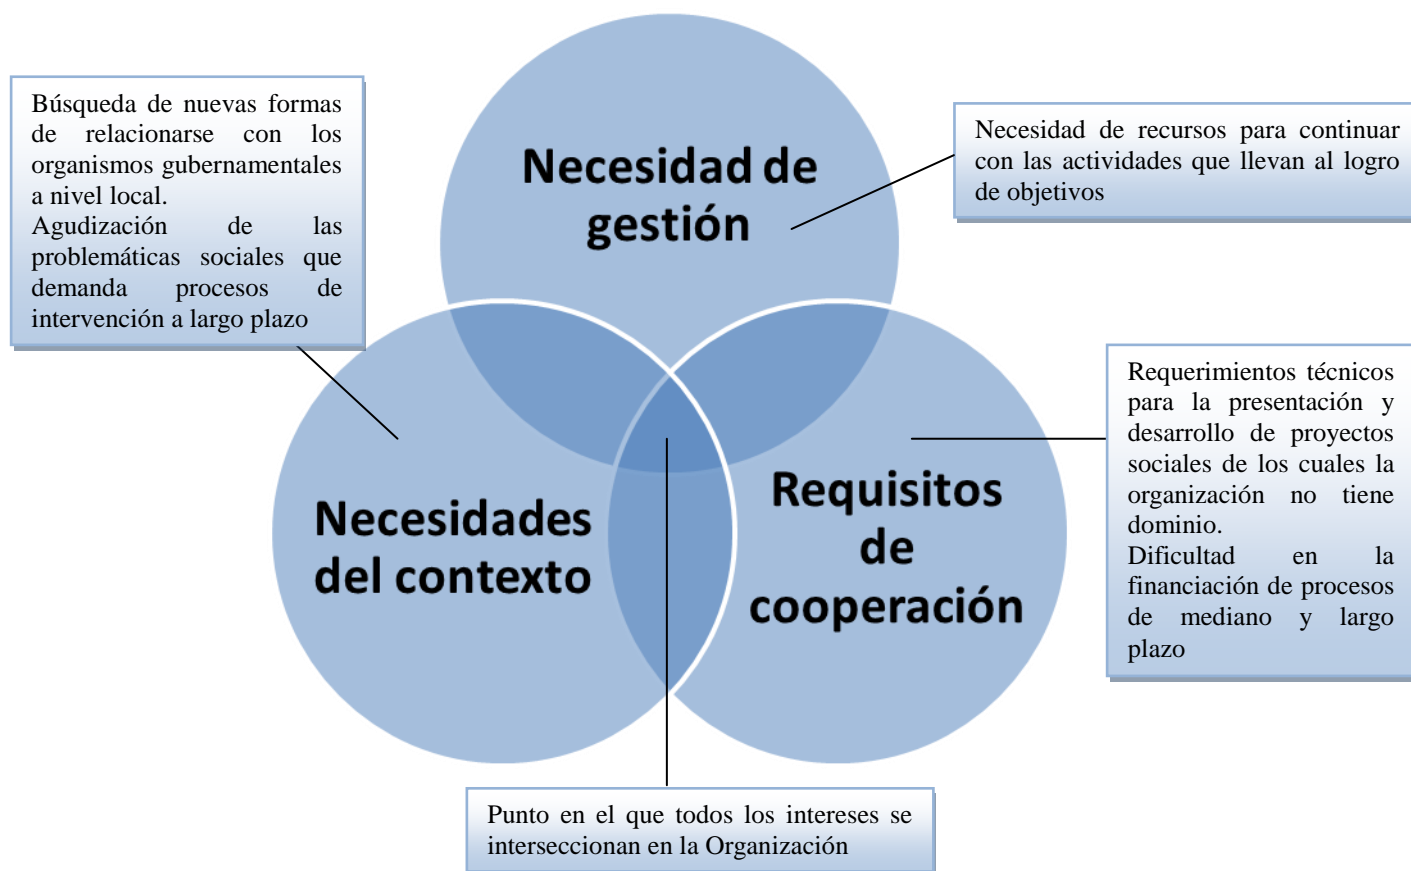 Búsqueda de nuevas formas
de relacionarse con los
organismos gubernamentales
a nivel local.
Agudización de las
problemáticas sociales que
demanda procesos de
intervención a largo plazo
Necesidad de
gestión
Necesidad de recursos para continuar
con las actividades que llevan al logro
de objetivos
Necesidades
del contexto
Requisitos
de
cooperación
Requerimientos técnicos
para la presentación y
desarrollo de proyectos
sociales de los cuales la
organización no tiene
dominio.
Dificultad en la
financiación de procesos
de mediano y largo
plazo
Punto en el que todos los intereses se
interseccionan en la Organización